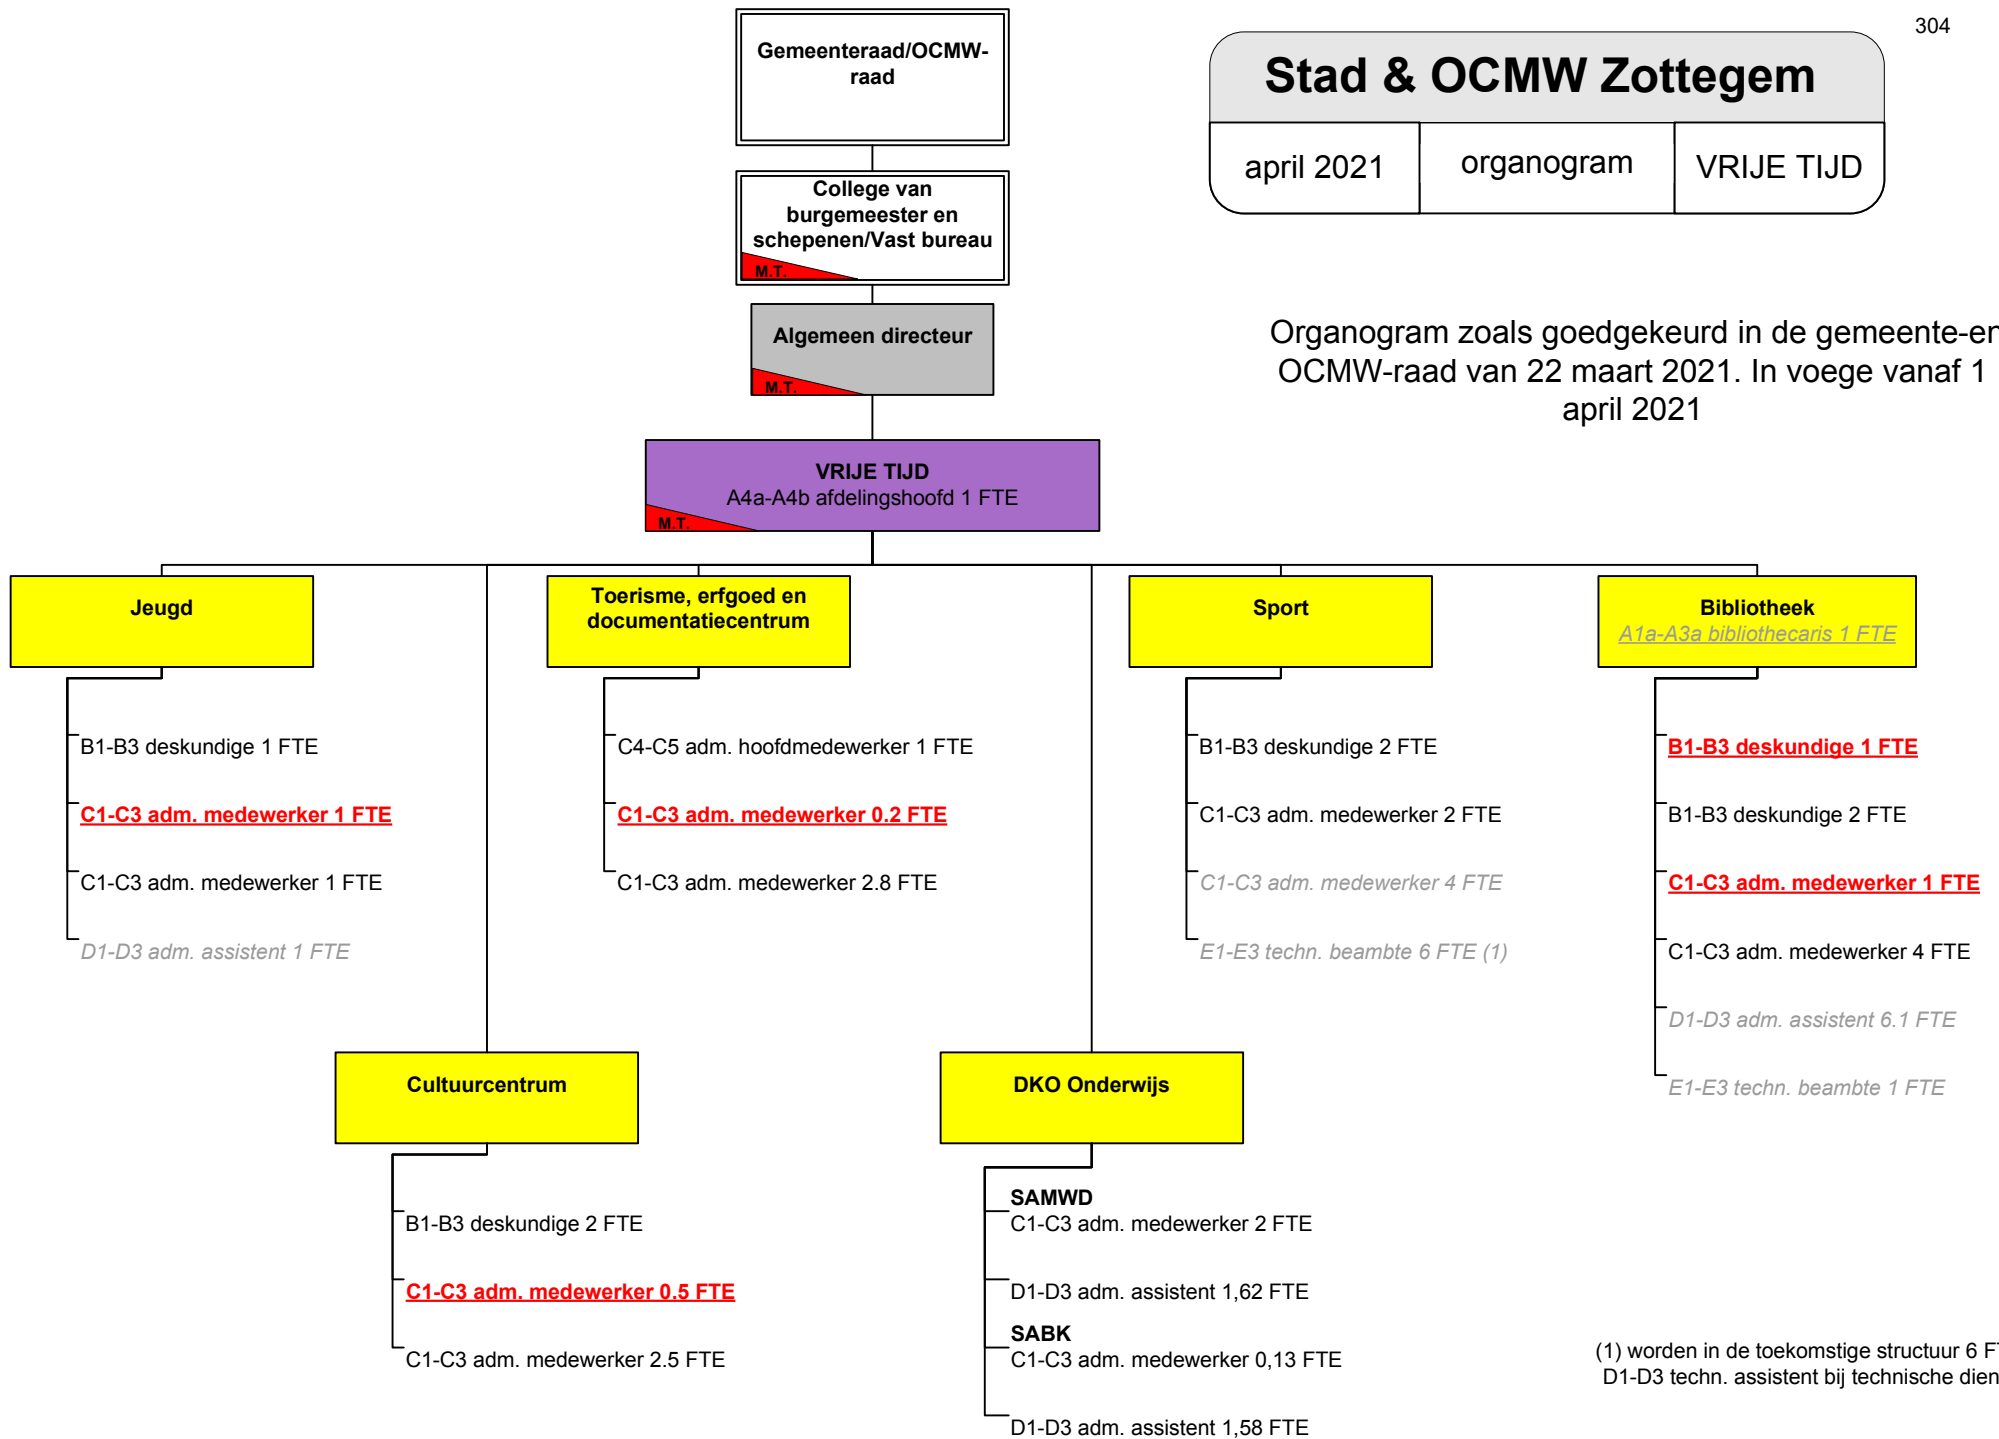 304
Stad & OCMW Zottegem
april 2021
organogram
VRIJE TIJD
Gemeenteraad/OCMW-
raad
College van
burgemeester en
schepenen/Vast bureau
M.T.
Algemeen directeur
M.T.
Organogram zoals goedgekeurd in de gemeente-en
OCMW-raad van 22 maart 2021. In voege vanaf 1
april 2021
VRIJE TIJD
A4a-A4b afdelingshoofd 1 FTE
M.T.
Jeugd
B1-B3 deskundige 1 FTE
C1-C3 adm. medewerker 1 FTE
C1-C3 adm. medewerker 1 FTE
D1-D3 adm. assistent 1 FTE
Toerisme, erfgoed en
documentatiecentrum
C4-C5 adm. hoofdmedewerker 1 FTE
C1-C3 adm. medewerker 0.2 FTE
C1-C3 adm. medewerker 2.8 FTE
Sport
B1-B3 deskundige 2 FTE
C1-C3 adm. medewerker 2 FTE
C1-C3 adm. medewerker 4 FTE
E1-E3 techn. beambte 6 FTE (1)
Bibliotheek
A1a-A3a bibliothecaris 1 FTE
B1-B3 deskundige 1 FTE
B1-B3 deskundige 2 FTE
C1-C3 adm. medewerker 1 FTE
C1-C3 adm. medewerker 4 FTE
D1-D3 adm. assistent 6.1 FTE
E1-E3 techn. beambte 1 FTE
Cultuurcentrum
B1-B3 deskundige 2 FTE
C1-C3 adm. medewerker 0.5 FTE
C1-C3 adm. medewerker 2.5 FTE
DKO Onderwijs
SAMWD
C1-C3 adm. medewerker 2 FTE
D1-D3 adm. assistent 1,62 FTE
SABK
C1-C3 adm. medewerker 0,13 FTE
D1-D3 adm. assistent 1,58 FTE
(1) worden in de toekomstige structuur 6
D1-D3 techn. assistent bij technische